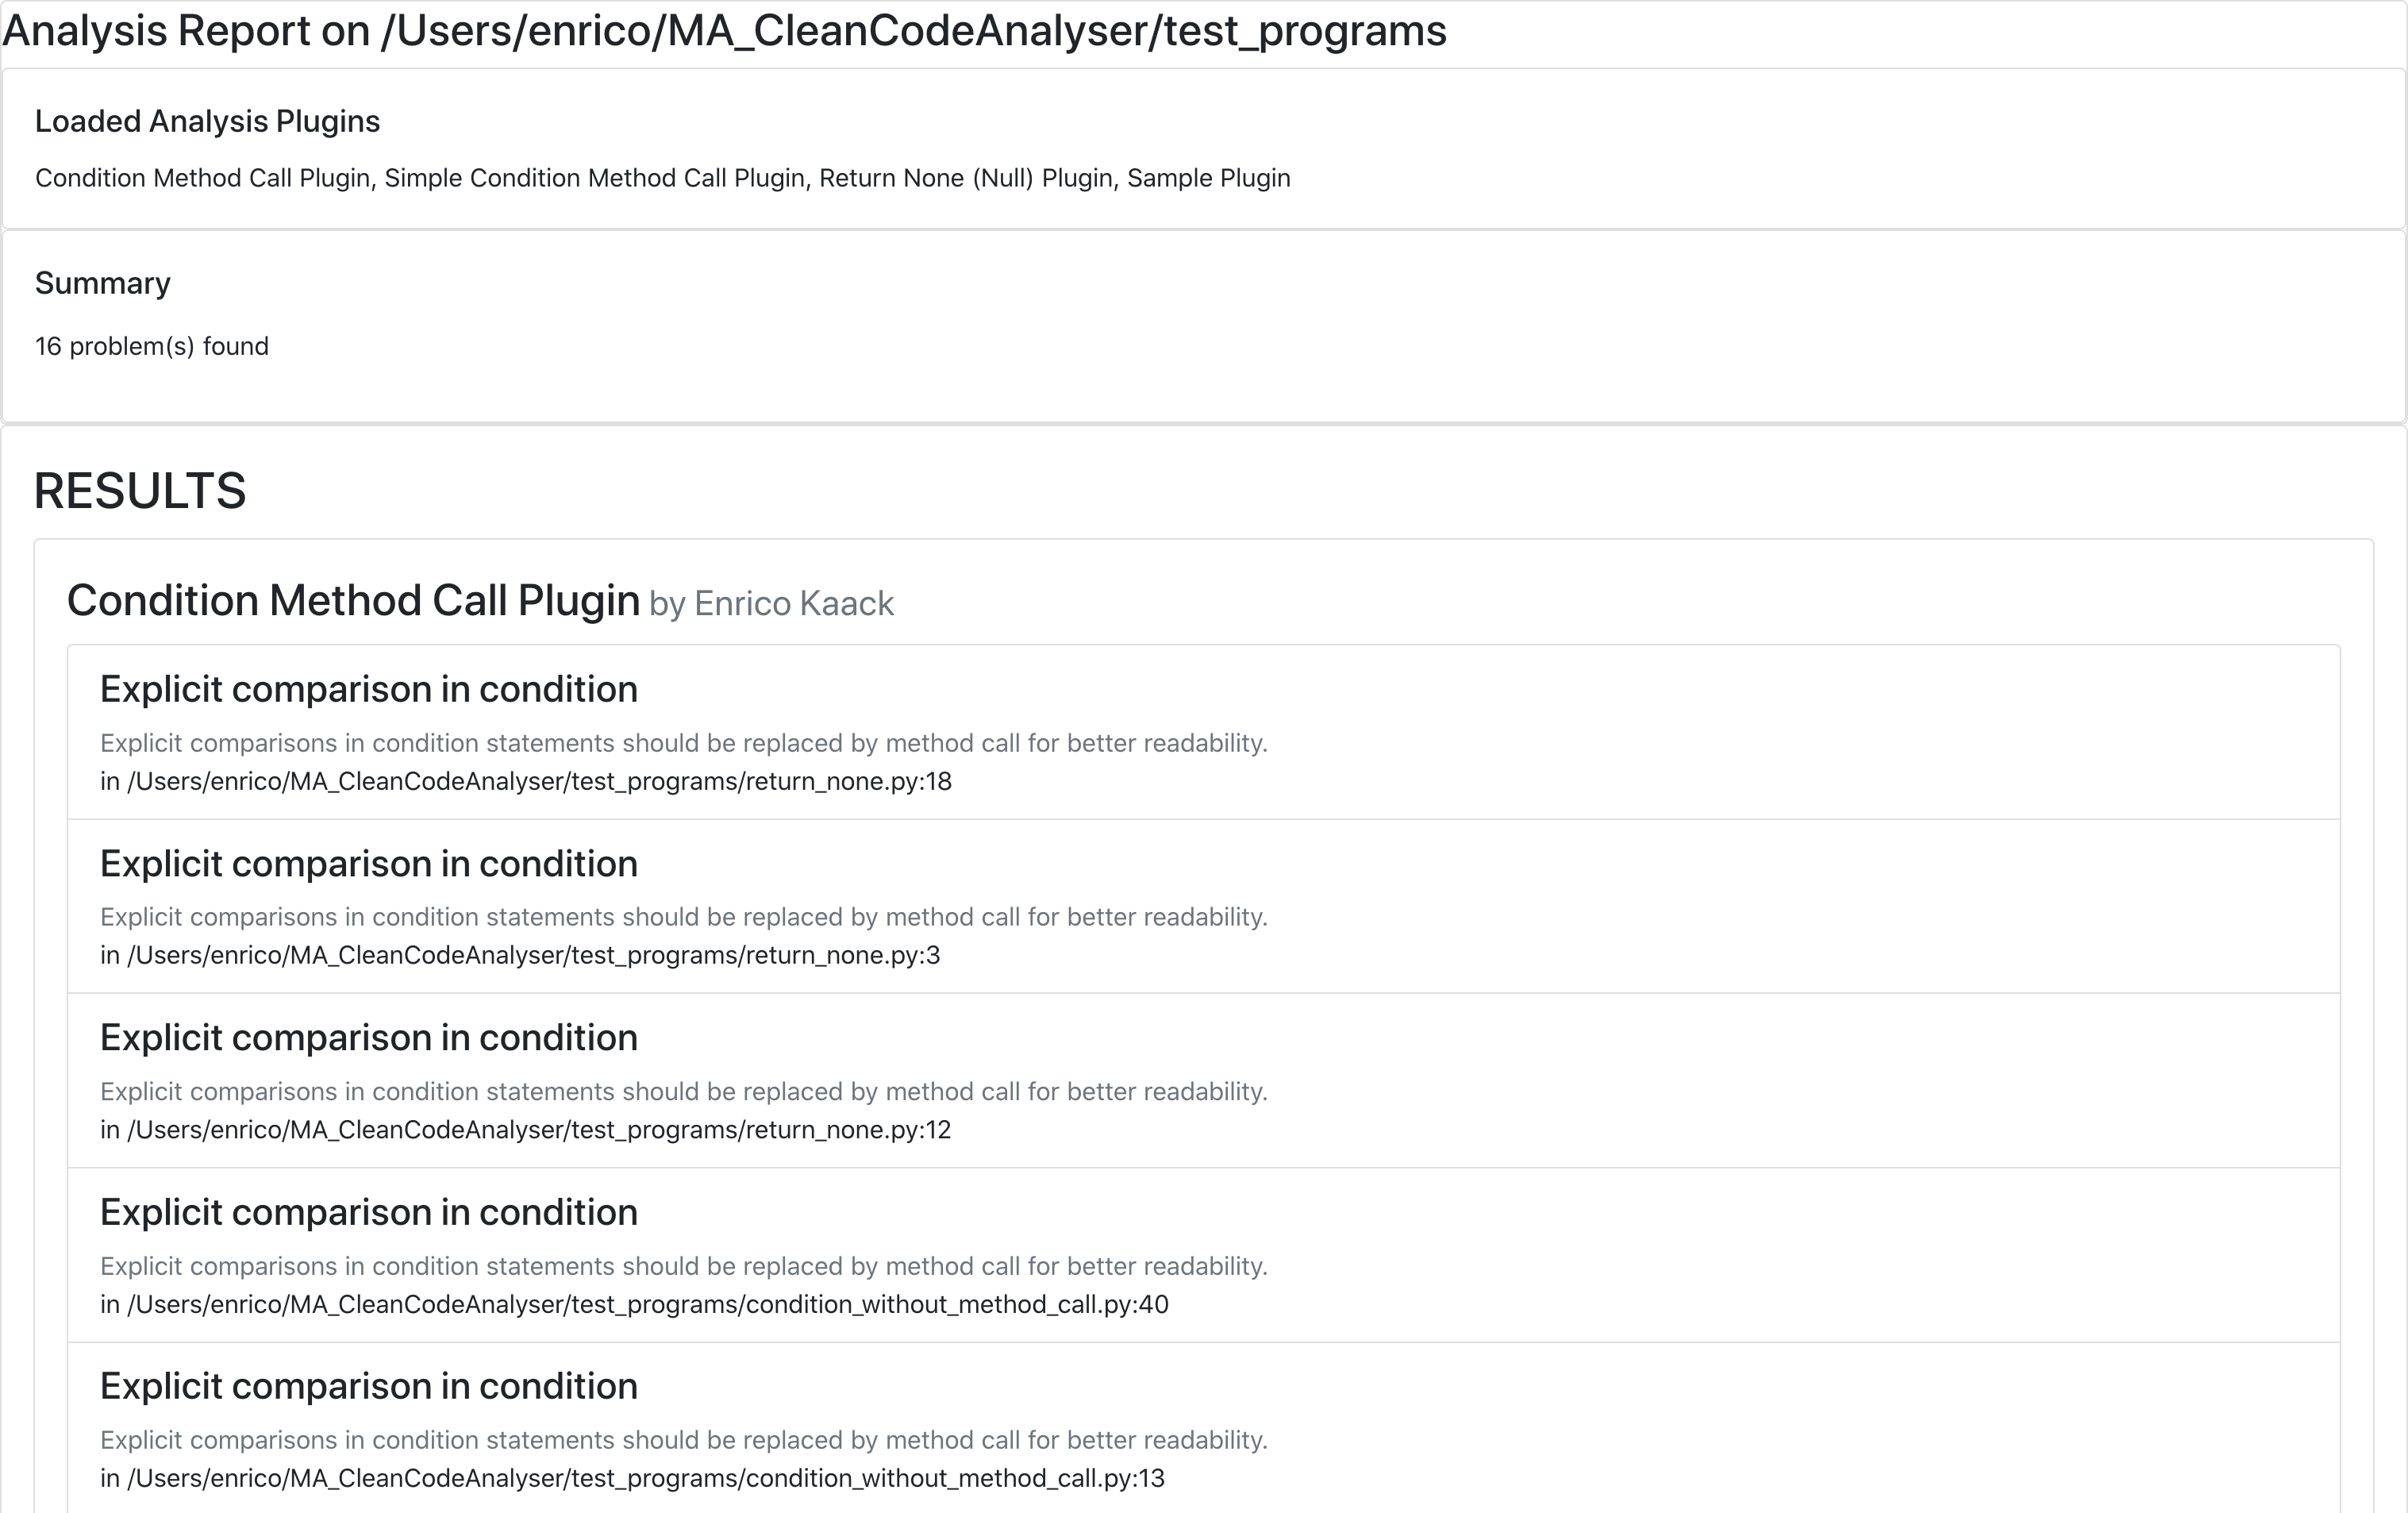 Analysis Report on /Users/enrico/MA_CleanCodeAnalyser/test_programs
Loaded Analysis Plugins
Condition Method Call Plugin, Simple Condition Method Call Plugin, Return None (Null) Plugin, Sample Plugin
Summary
16 problem(s) found
RESULTS
Condition Method Call Plugin by Enrico Kaack
Explicit comparison in condition
Explicit comparisons in condition statements should be replaced by method call for better readability.
in /Users/enrico/MA_CleanCodeAnalyser/test_programs/return_none.py:18
Explicit comparison in condition
Explicit comparisons in condition statements should be replaced by method call for better readability.
in /Users/enrico/MA_CleanCodeAnalyser/test_programs/return_none.py:3
Explicit comparison in condition
Explicit comparisons in condition statements should be replaced by method call for better readability.
in /Users/enrico/MA_CleanCodeAnalyser/test_programs/return_none.py:12
Explicit comparison in condition
Explicit comparisons in condition statements should be replaced by method call for better readability.
in /Users/enrico/MA_CleanCodeAnalyser/test_programs/condition_without_method_call.py:40
Explicit comparison in condition
Explicit comparisons in condition statements should be replaced by method call for better readability.
in /Users/enrico/MA_CleanCodeAnalyser/test_programs/condition_without_method_call.py:13